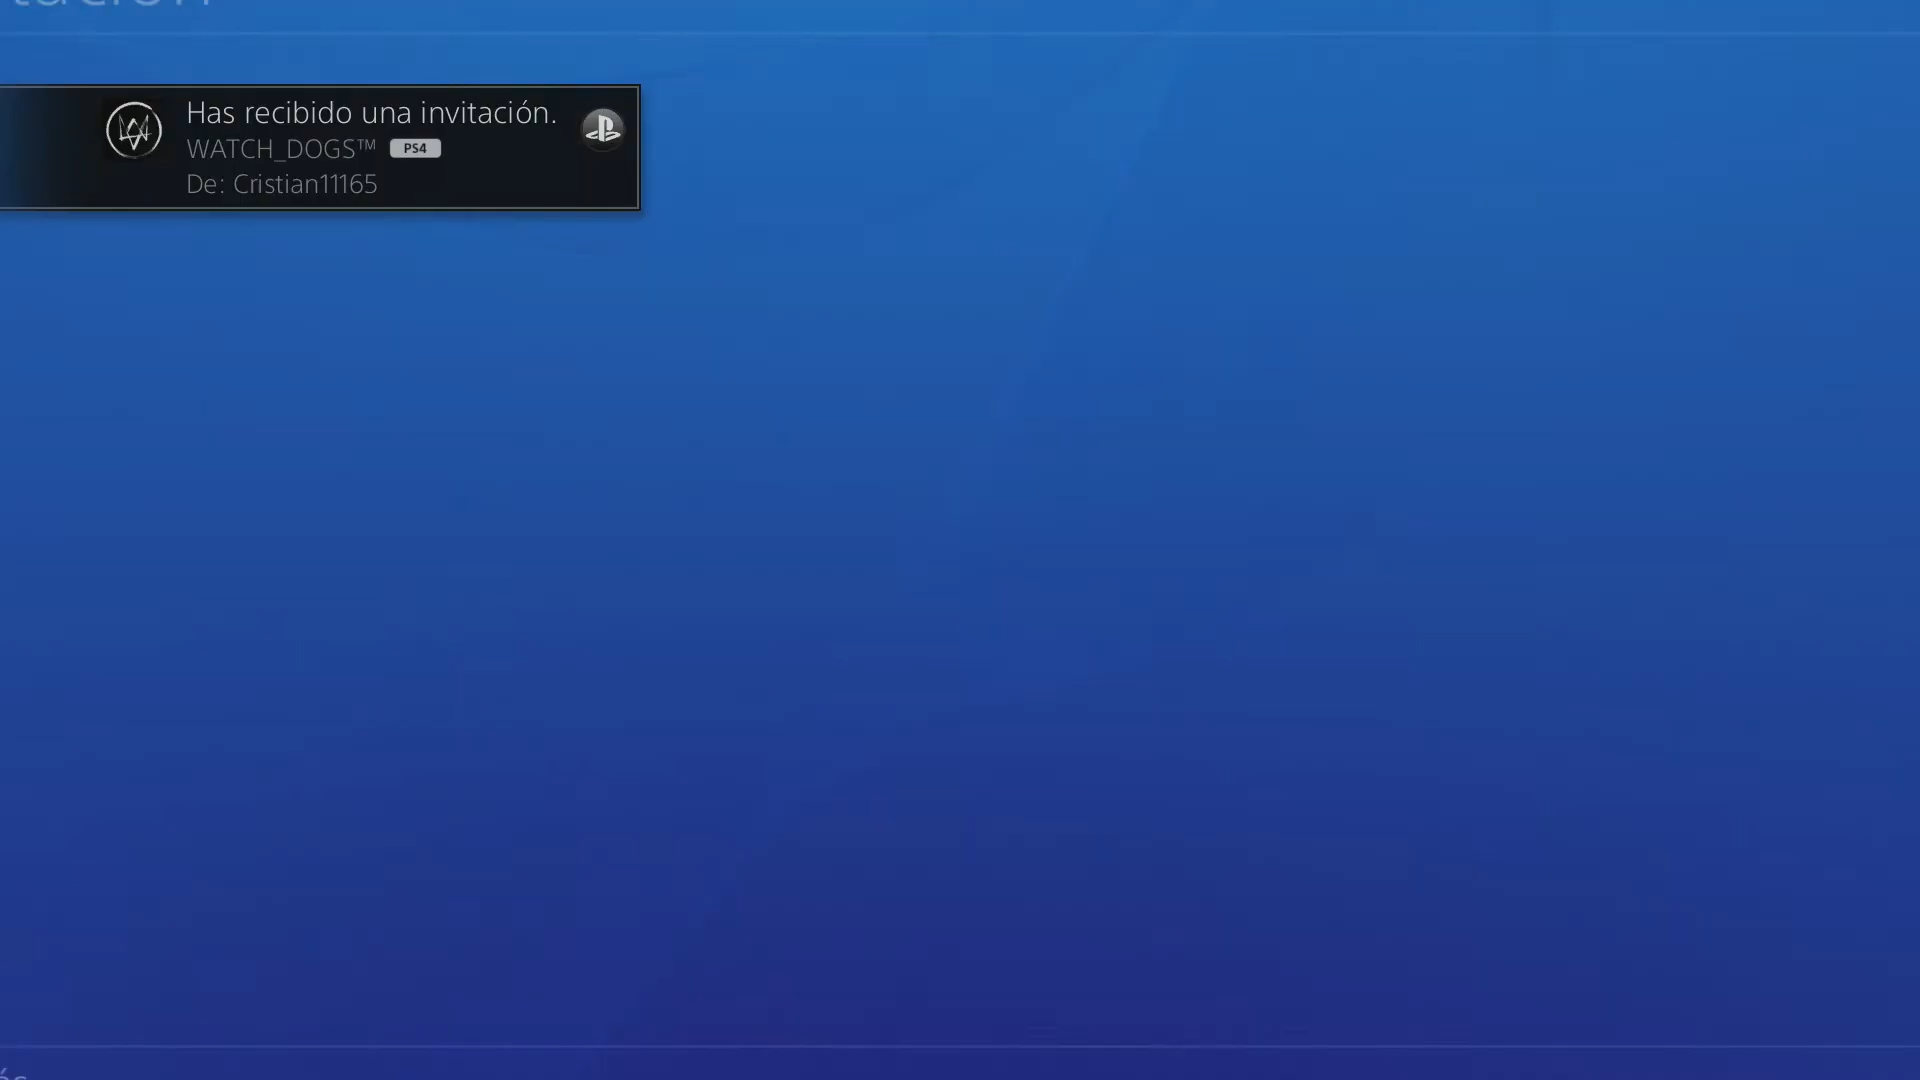 Has recibido una invitación.
WATCH_DOGS™ PS4
De: Cristian11165